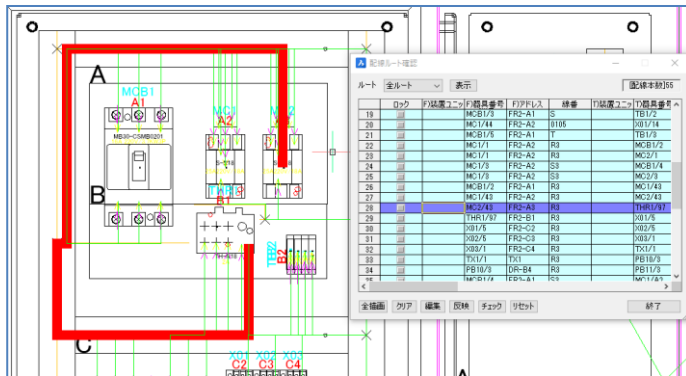 A
MCB1
A1
MB30-CSMB0201
MC1
A2
B
B1
TB2
B2
C
X01 X02 X03
C2 C3 C4
A
配線ルート確認
ルート 全ルート 表示 配線本数]55
ロック F)装置ユニッ F)器具番号 F)アドレス 線番 T)装置ユニッ T)器具番号
19 MCB1/3 FR2-A1 S TB1/2
20 MC1/44 FR2-A2 0105 X01/14
21 MCB1/5 FR2-A1 T TB1/3
22 MC1/1 FR2-A2 R3 MCB1/2
23 MC1/1 FR2-A2 R3 MC2/1
24 MC1/3 FR2-A2 S3 MCB1/4
25 MC1/3 FR2-A2 S3 MC2/3
26 MCB1/2 FR2-A1 R3 MC1/43
27 MC1/43 FR2-A2 R3 MC2/43
28 MC2/43 FR2-A3 R3 THR1/97
29 THR1/97 FR2-B1 R3 X01/5
30 X01/5 FR2-C2 R3 X02/5
31 X02/5 FR2-C3 R3 X03/1
32 X03/1 FR2-C4 R3 TX1/1
33 TX1/1 TX1 R3 PB10/3
34 PB10/3 DR-B4 R3 PB11/3
全描画 クリア 編集 反映 チェック リセット 終了